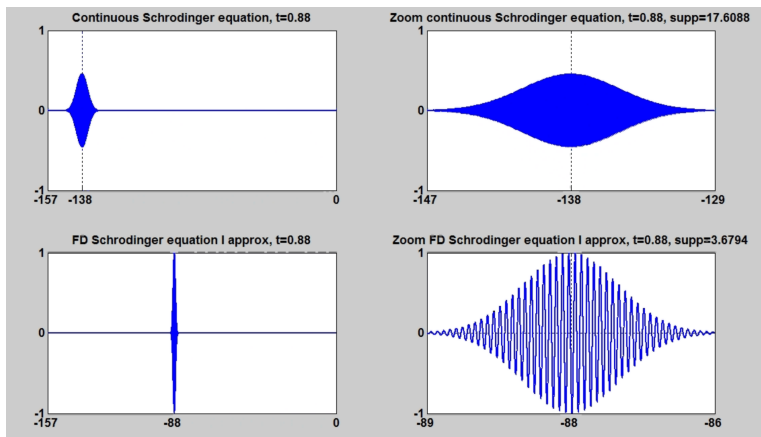 Continuous Schrodinger equation, t=0.88
1
0
-1
-157 -138 0
Zoom continuous Schrodinger equation, t=0.88, supp=17.6088
1
0
-1
-147 -138 -129
FD Schrodinger equation I approx, t=0.88
1
0
-1
-157 -88 0
Zoom FD Schrodinger equation I approx, t=0.88, supp=3.6794
1
0
-1
-89 -88 -86